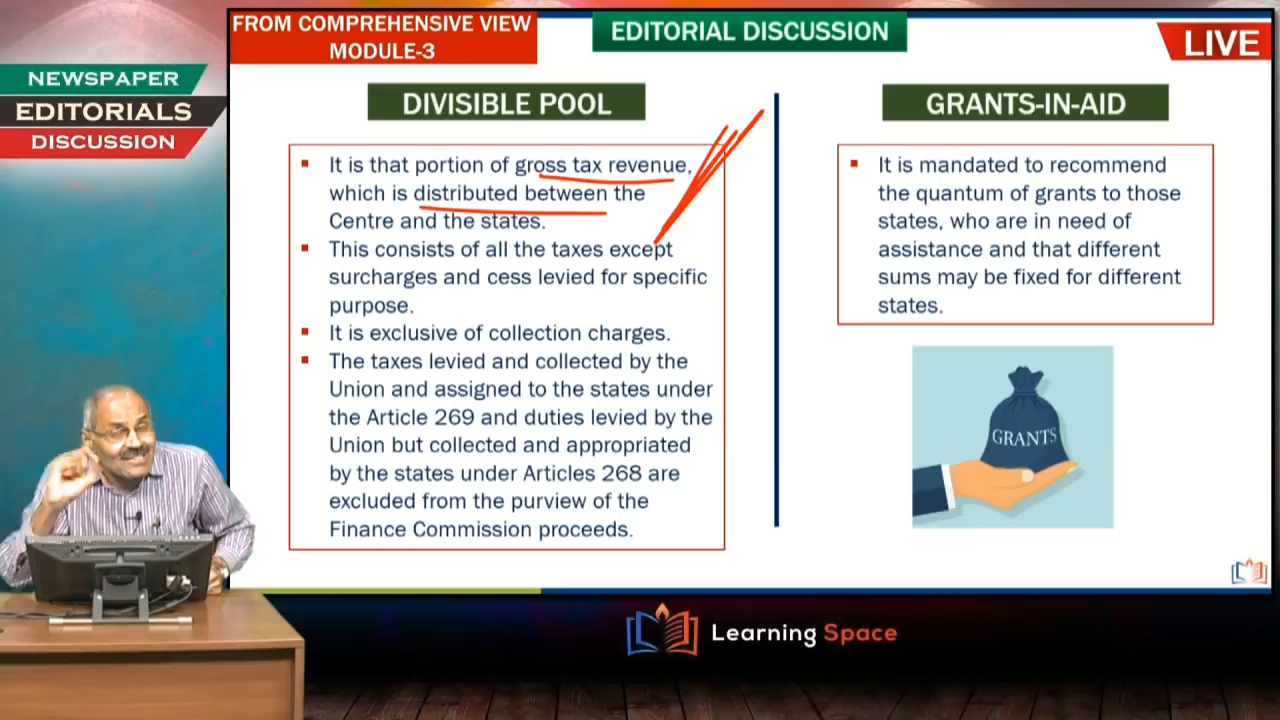 FROM COMPREHENSIVE VIEW
MODULE-3
EDITORIAL DISCUSSION
LIVE
NEWSPAPER
EDITORIALS
DISCUSSION
DIVISIBLE POOL
▪ It is that portion of gross tax revenue,
which is distributed between the
Centre and the states.
▪ This consists of all the taxes except
surcharges and cess levied for specific
purpose.
▪ It is exclusive of collection charges.
▪ The taxes levied and collected by the
Union and assigned to the states under
the Article 269 and duties levied by the
Union but collected and appropriated
by the states under Articles 268 are
excluded from the purview of the
Finance Commission proceeds.
GRANTS-IN-AID
▪ It is mandated to recommend
the quantum of grants to those
states, who are in need of
assistance and that different
sums may be fixed for different
states.
GRANTS
Learning Space